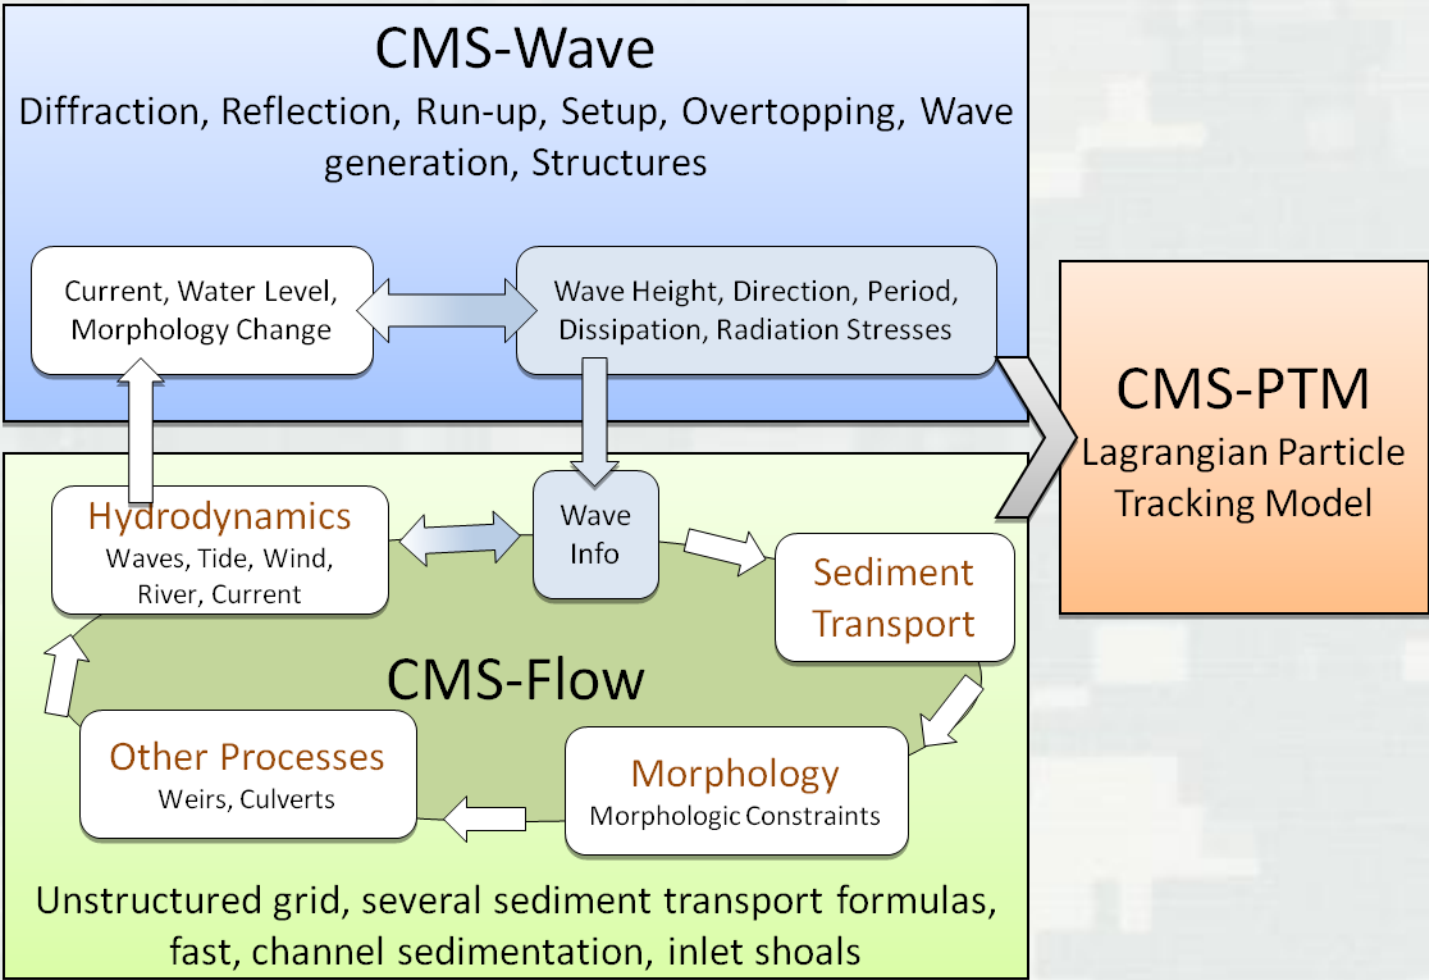 CMS-Wave
Diffraction, Reflection, Run-up, Setup, Overtopping, Wave
generation, Structures
Current, Water Level,
Morphology Change
Wave Height, Direction, Period,
Dissipation, Radiation Stresses
CMS-PTM
Lagrangian Particle
Tracking Model
Hydrodynamics
Waves, Tide, Wind,
River, Current
Wave
Info
Sediment
Transport
CMS-Flow
Other Processes
Weirs, Culverts
Morphology
Morphologic Constraints
Unstructured grid, several sediment transport formulas,
fast, channel sedimentation, inlet shoals